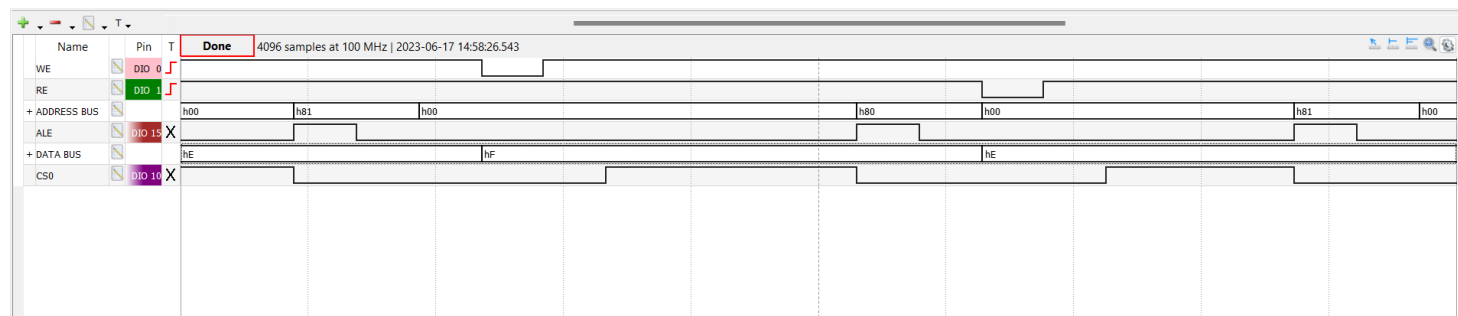 T
Name Pin T Done 4096 samples at 100 MHz | 2023-06-17 14:58:26.543
WE DIO 0
RE DIO 1
+ ADDRESS BUS h00 h81 h00 h80 h00 h81 h00
ALE DIO 15 X
+ DATA BUS hE hF hE
CS0 DIO 10 X